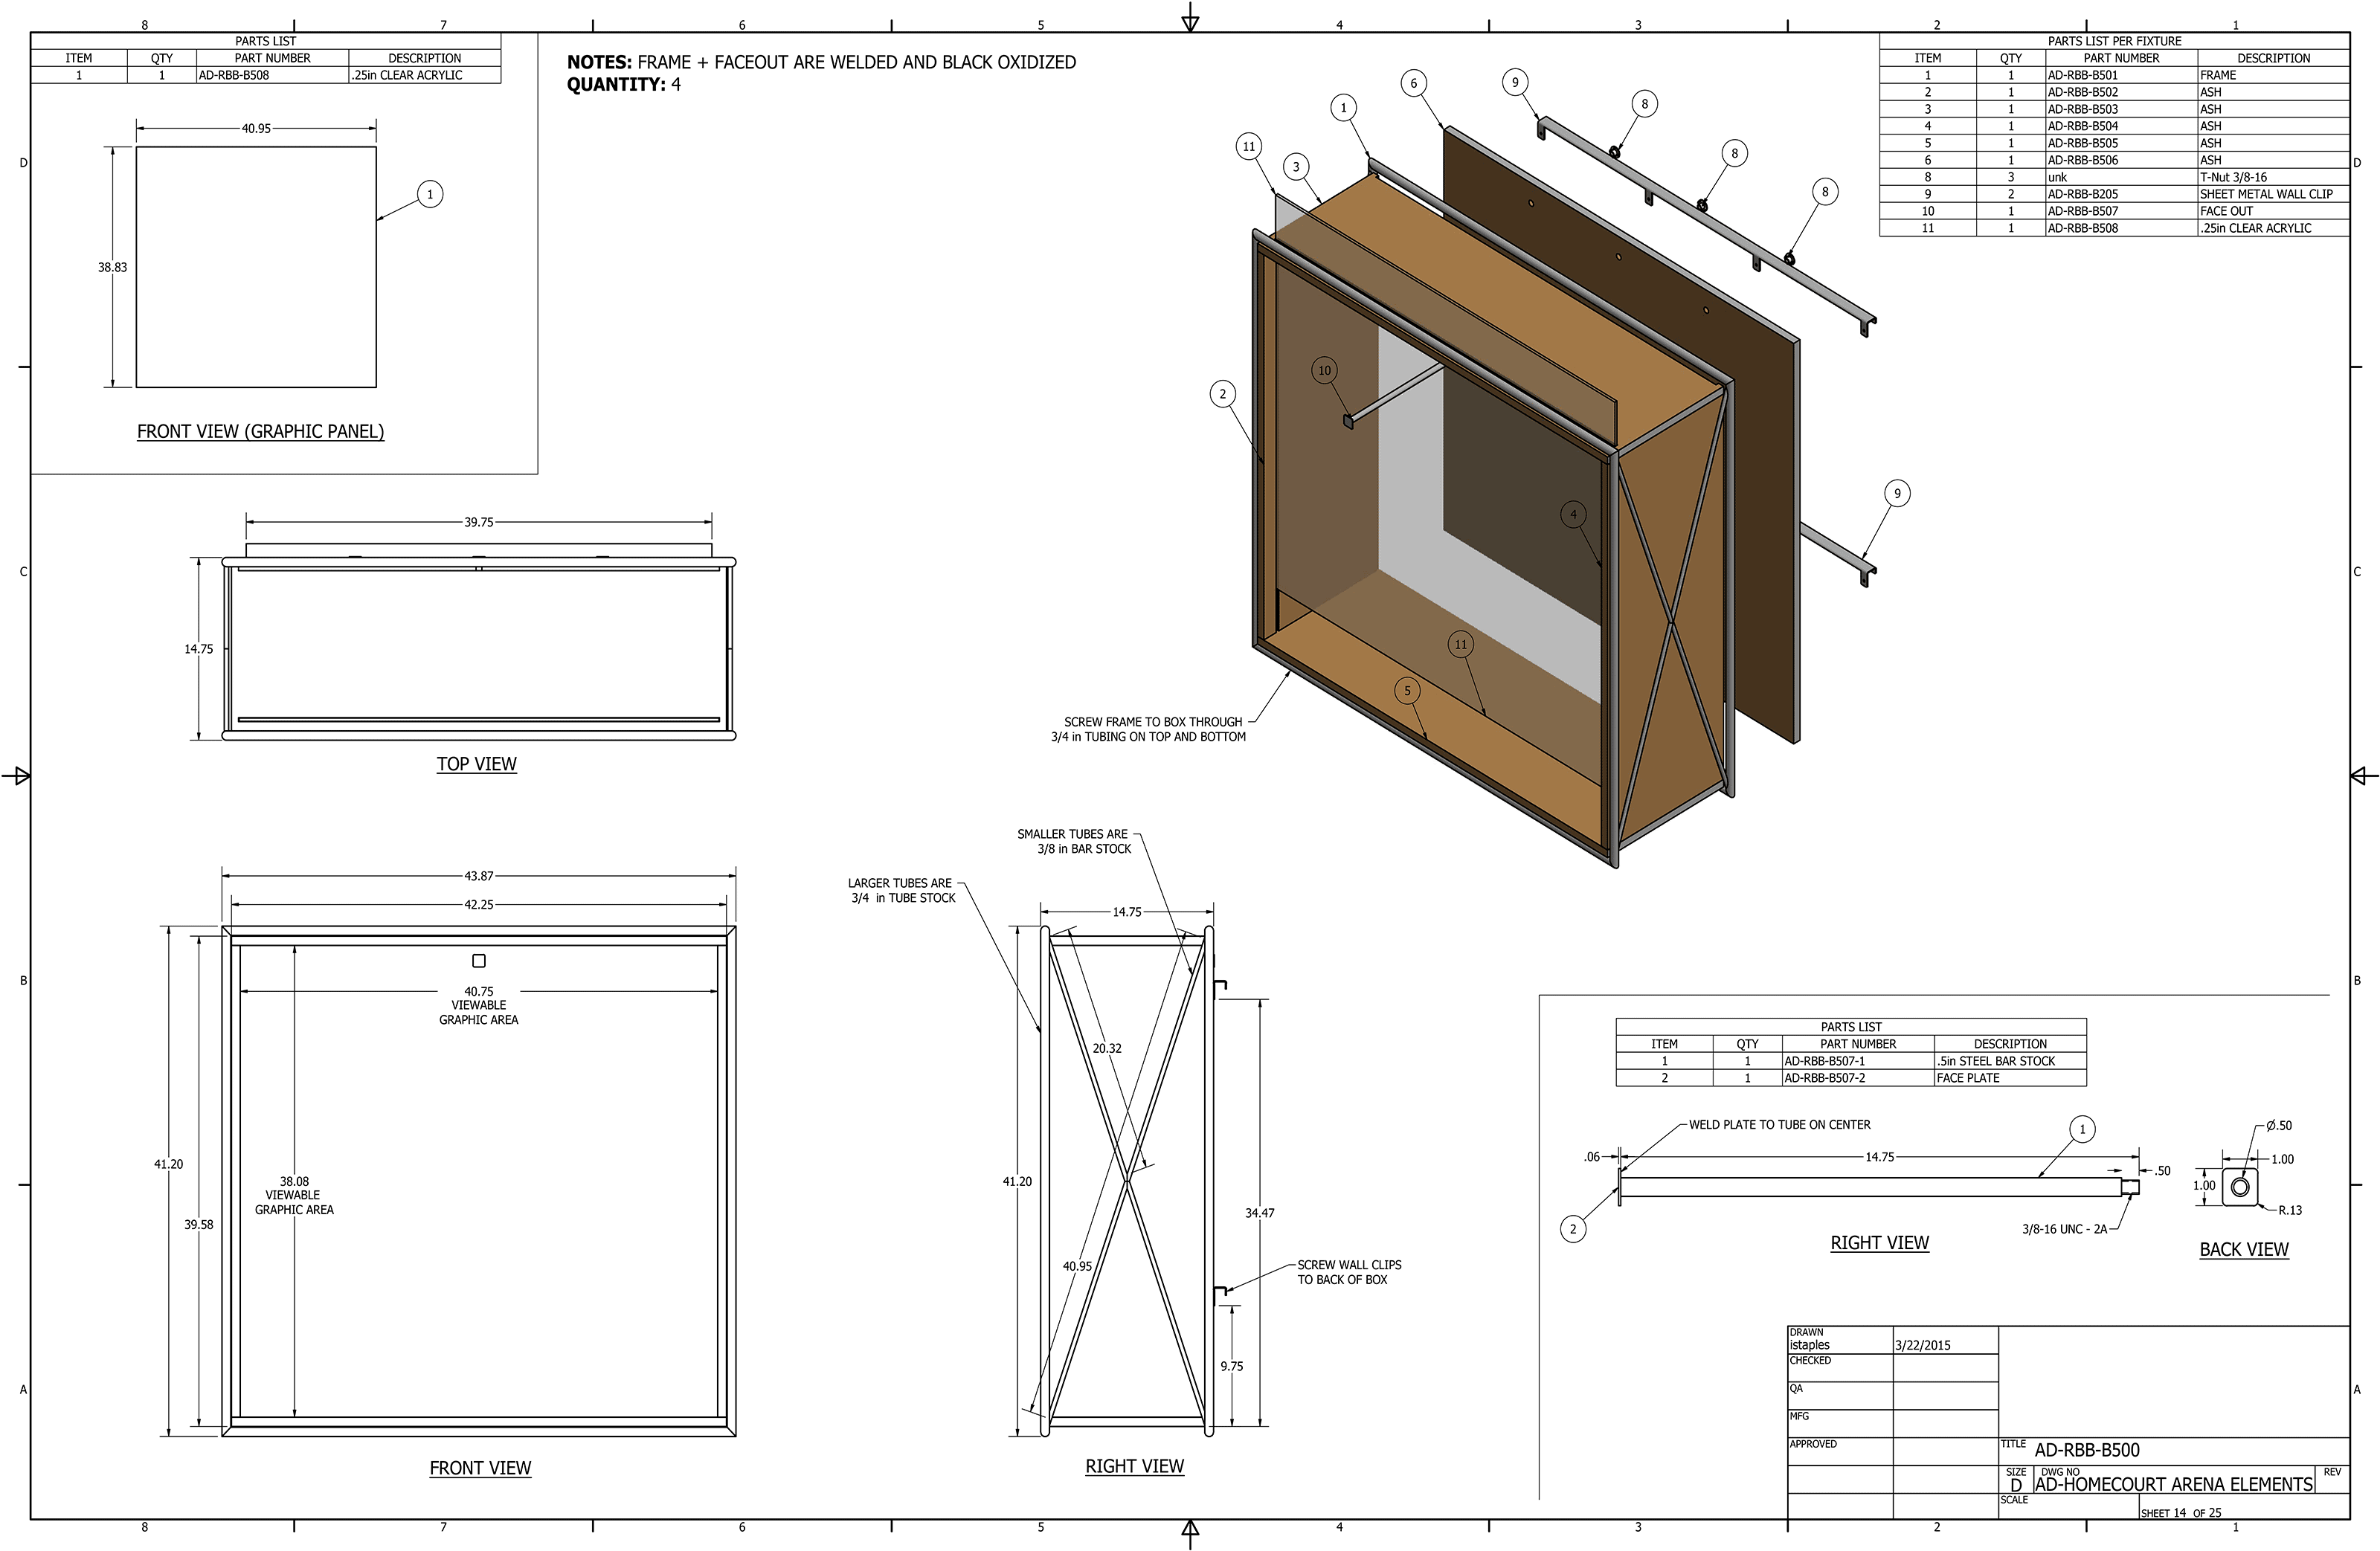 8 7 6 5 4 3 2 1
PARTS LIST
ITEM QTY PART NUMBER DESCRIPTION
1 1 AD-RBB-B508 .25in CLEAR ACRYLIC
NOTES: FRAME + FACEOUT ARE WELDED AND BLACK OXIDIZED
QUANTITY: 4
PARTS LIST PER FIXTURE
ITEM QTY PART NUMBER DESCRIPTION
1 1 AD-RBB-B501 FRAME
2 1 AD-RBB-B502 ASH
3 1 AD-RBB-B503 ASH
4 1 AD-RBB-B504 ASH
5 1 AD-RBB-B505 ASH
6 1 AD-RBB-B506 ASH
8 3 unk T-Nut 3/8-16
9 2 AD-RBB-B205 SHEET METAL WALL CLIP
10 1 AD-RBB-B507 FACE OUT
11 1 AD-RBB-B508 .25in CLEAR ACRYLIC
D
D
40.95
38.83
1
FRONT VIEW (GRAPHIC PANEL)
6
9
8
1
8
11
3
8
10
2
9
4
11
5
SCREW FRAME TO BOX THROUGH
3/4 in TUBING ON TOP AND BOTTOM
C
C
39.75
14.75
TOP VIEW
43.87
42.25
40.75
VIEWABLE
GRAPHIC AREA
41.20
38.08
VIEWABLE
GRAPHIC AREA
39.58
FRONT VIEW
SMALLER TUBES ARE
3/8 in BAR STOCK
LARGER TUBES ARE
3/4 in TUBE STOCK
14.75
20.32
41.20
34.47
40.95
SCREW WALL CLIPS
TO BACK OF BOX
9.75
RIGHT VIEW
B
B
PARTS LIST
ITEM QTY PART NUMBER DESCRIPTION
1 1 AD-RBB-B507-1 .5in STEEL BAR STOCK
2 1 AD-RBB-B507-2 FACE PLATE
WELD PLATE TO TUBE ON CENTER
1
.06
14.75
.50
2
3/8-16 UNC - 2A
RIGHT VIEW
Ø.50
1.00
1.00
R.13
BACK VIEW
A
A
DRAWN
istaples 3/22/2015
CHECKED
QA
MFG
APPROVED
TITLE AD-RBB-B500
SIZE D
DWG NO AD-HOMECOURT ARENA ELEMENTS
REV
SCALE
SHEET 14 OF 25
8 7 6 5 4 3 2 1